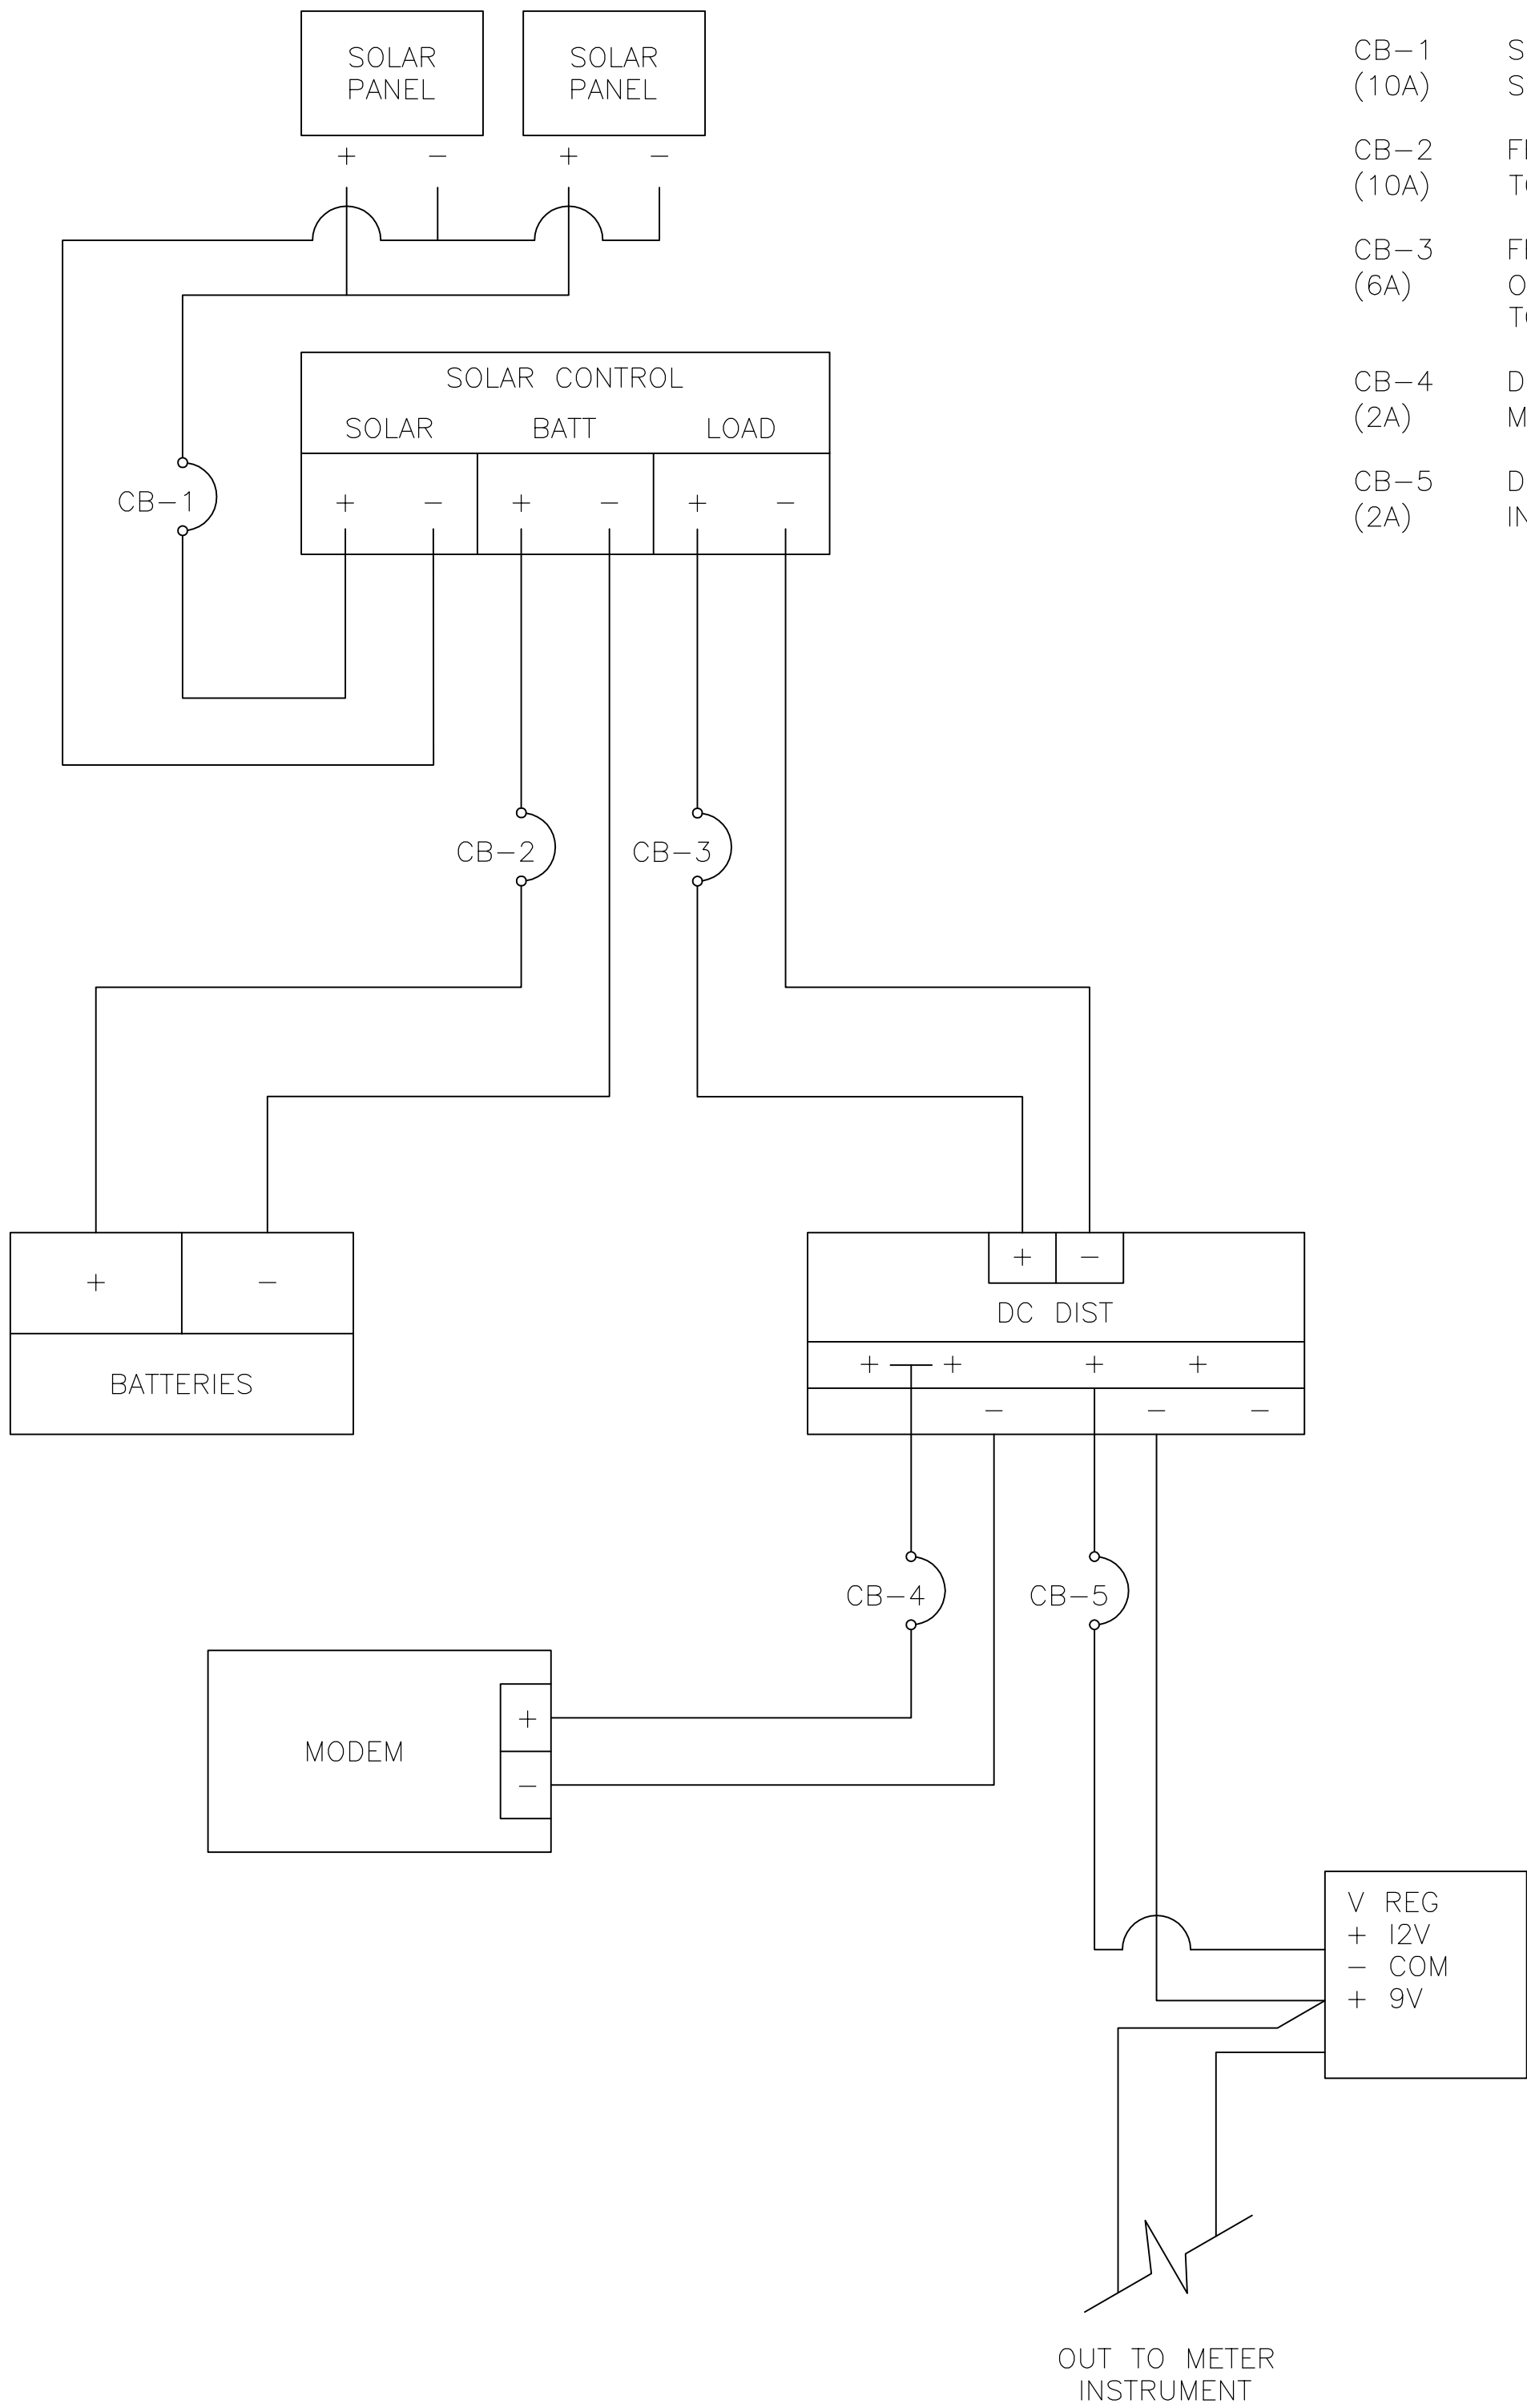 SOLAR
PANEL
SOLAR
PANEL
+ − + −
SOLAR CONTROL
SOLAR BATT LOAD
+ − + − + −
CB−1
CB−2
CB−3
+ −
BATTERIES
+ −
DC DIST
+ + + +
− − −
CB−4
CB−5
MODEM
+
−
V REG
+ 12V
− COM
+ 9V
OUT TO METER
INSTRUMENT
CB−1
(10A)
CB−2
(10A)
CB−3
(6A)
CB−4
(2A)
CB−5
(2A)